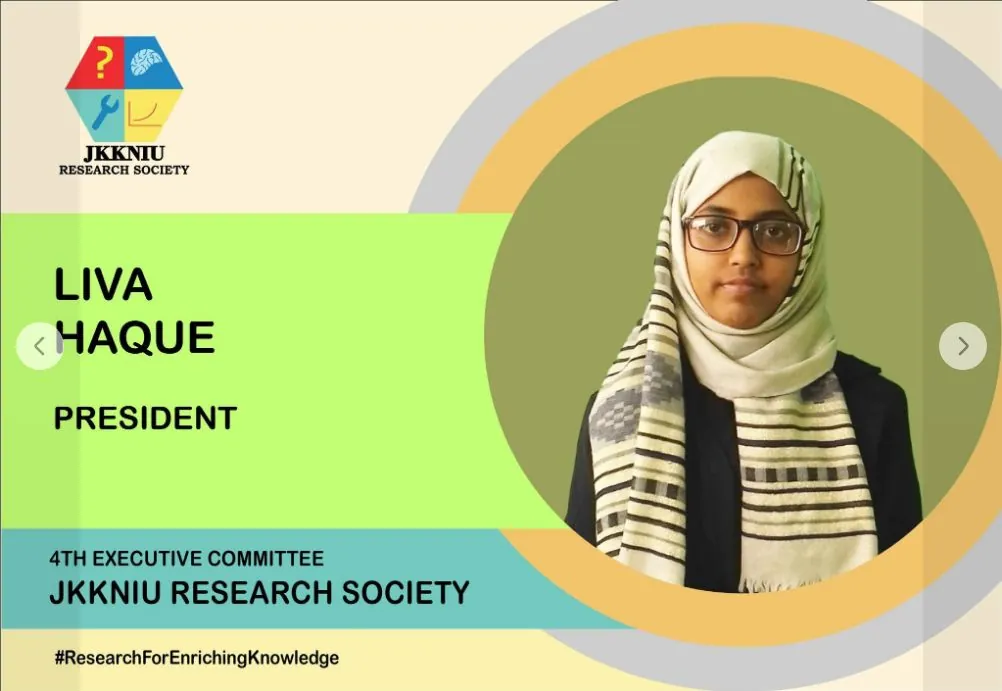 ?
JKKNIU
RESEARCH SOCIETY
LIVA
HAQUE
PRESIDENT
4TH EXECUTIVE COMMITTEE
JKKNIU RESEARCH SOCIETY
#ResearchForEnrichingKnowledge